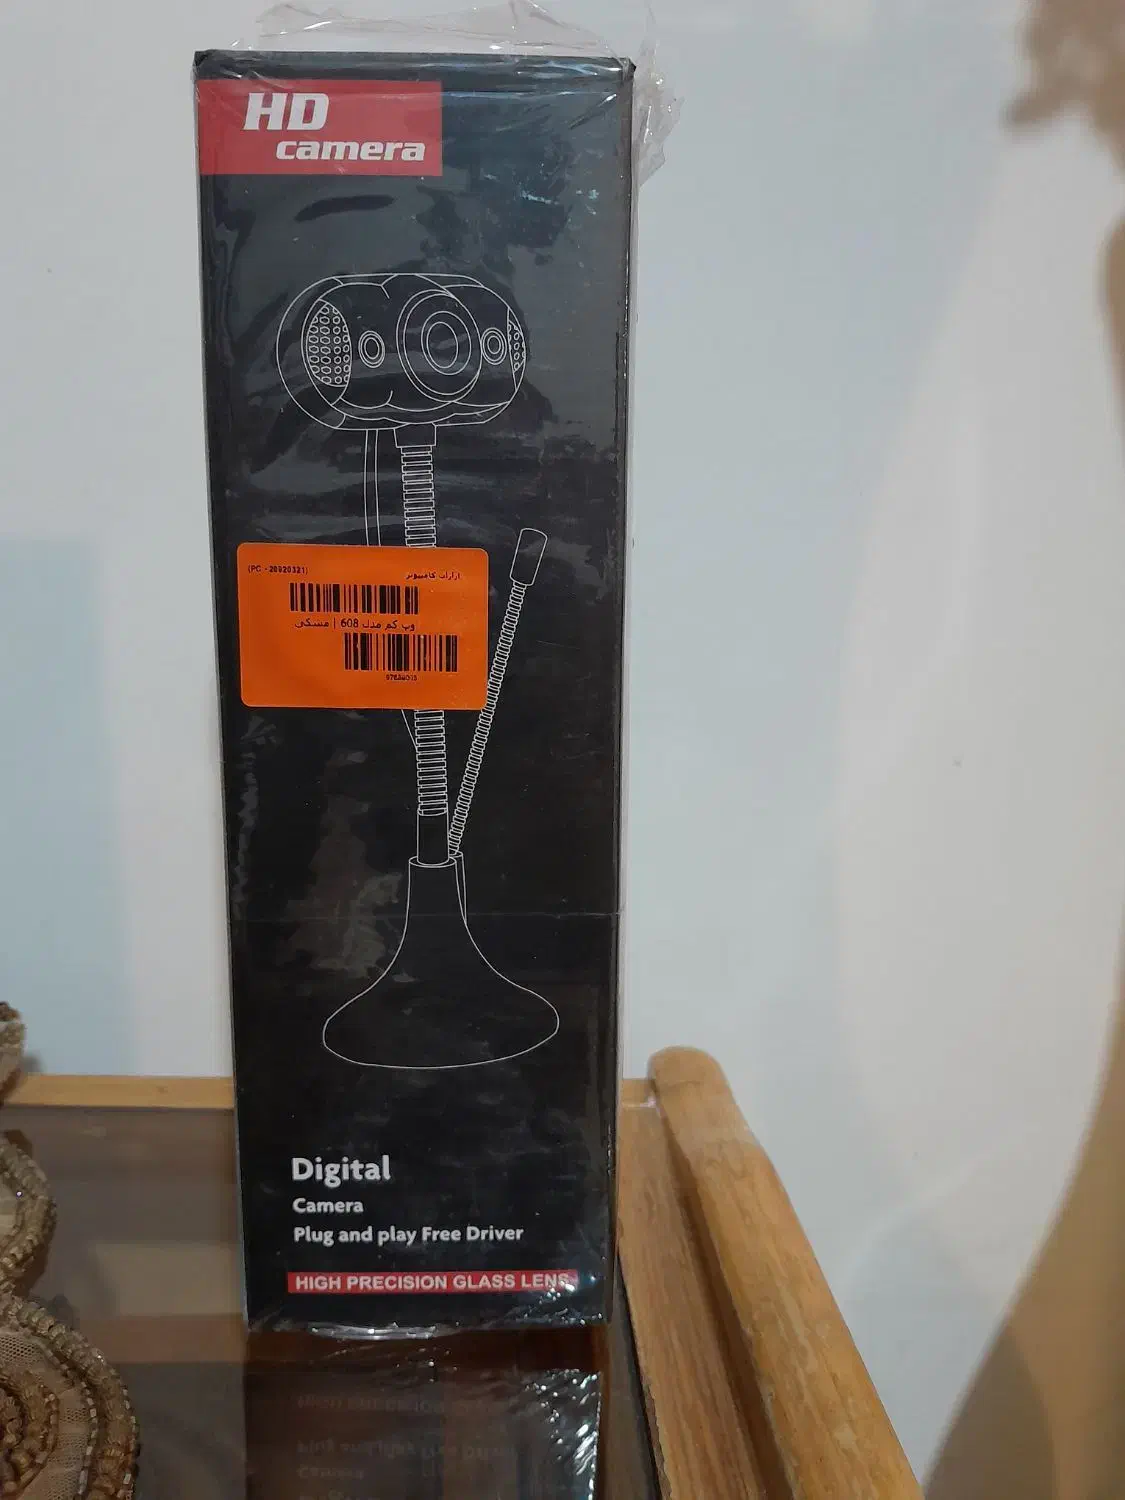 HD
camera
(PC - 20920321)
آرارات کامپیوتر
وب کم مدل 608 | مشکی
Digital
Camera
Plug and play Free Driver
HIGH PRECISION GLASS LENS